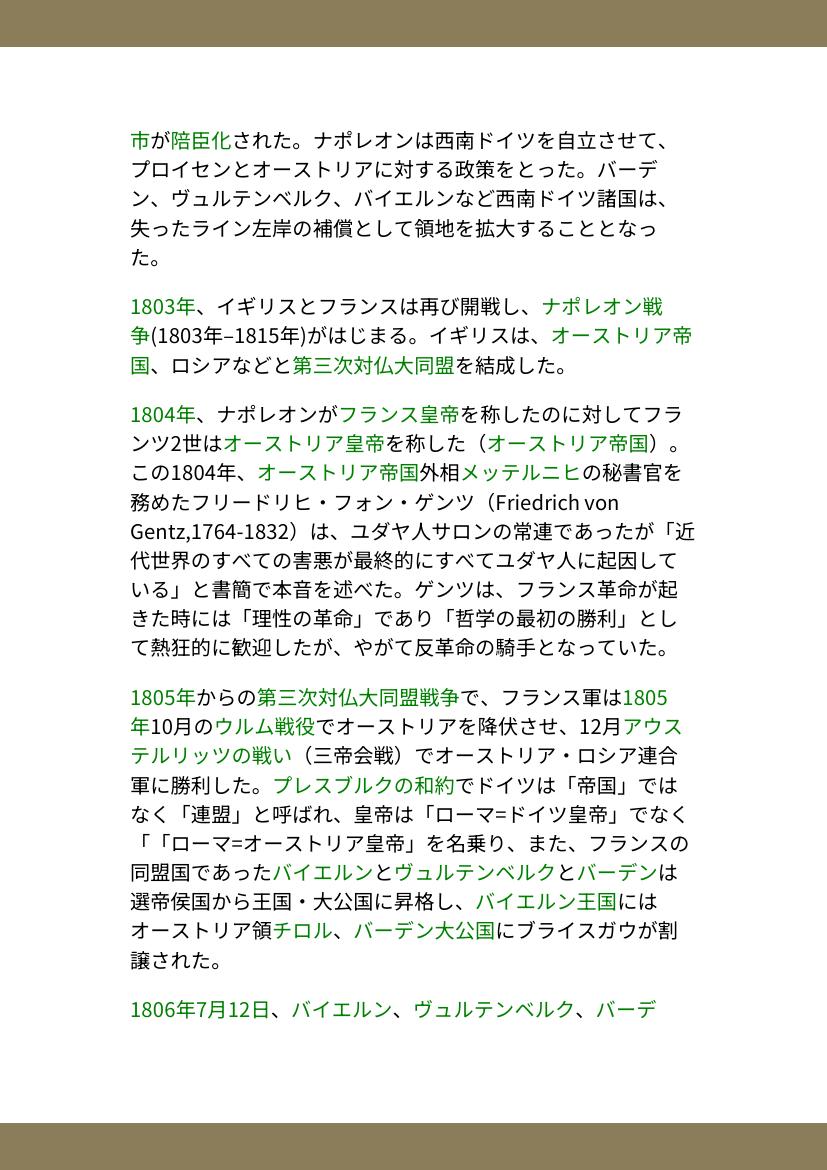 市が陪臣化された。ナポレオンは西南ドイツを自立させて、
プロイセンとオーストリアに対する政策をとった。バーデ
ン、ヴュルテンベルク、バイエルンなど西南ドイツ諸国は、
失ったライン左岸の補償として領地を拡大することとなっ
た。
1803年、イギリスとフランスは再び開戦し、ナポレオン戦
争(1803年–1815年)がはじまる。イギリスは、オーストリア帝
国、ロシアなどと第三次対仏大同盟を結成した。
1804年、ナポレオンがフランス皇帝を称したのに対してフラ
ンツ2世はオーストリア皇帝を称した（オーストリア帝国）。
この1804年、オーストリア帝国外相メッテルニヒの秘書官を
務めたフリードリヒ・フォン・ゲンツ（Friedrich von
Gentz,1764-1832）は、ユダヤ人サロンの常連であったが「近
代世界のすべての害悪が最終的にすべてユダヤ人に起因して
いる」と書簡で本音を述べた。ゲンツは、フランス革命が起
きた時には「理性の革命」であり「哲学の最初の勝利」とし
て熱狂的に歓迎したが、やがて反革命の騎手となっていた。
1805年からの第三次対仏大同盟戦争で、フランス軍は1805
年10月のウルム戦役でオーストリアを降伏させ、12月アウス
テルリッツの戦い（三帝会戦）でオーストリア・ロシア連合
軍に勝利した。プレスブルクの和約でドイツは「帝国」では
なく「連盟」と呼ばれ、皇帝は「ローマ=ドイツ皇帝」でなく
「「ローマ=オーストリア皇帝」を名乗り、また、フランスの
同盟国であったバイエルンとヴュルテンベルクとバーデンは
選帝侯国から王国・大公国に昇格し、バイエルン王国には
オーストリア領チロル、バーデン大公国にブライスガウが割
譲された。
1806年7月12日、バイエルン、ヴュルテンベルク、バーデ